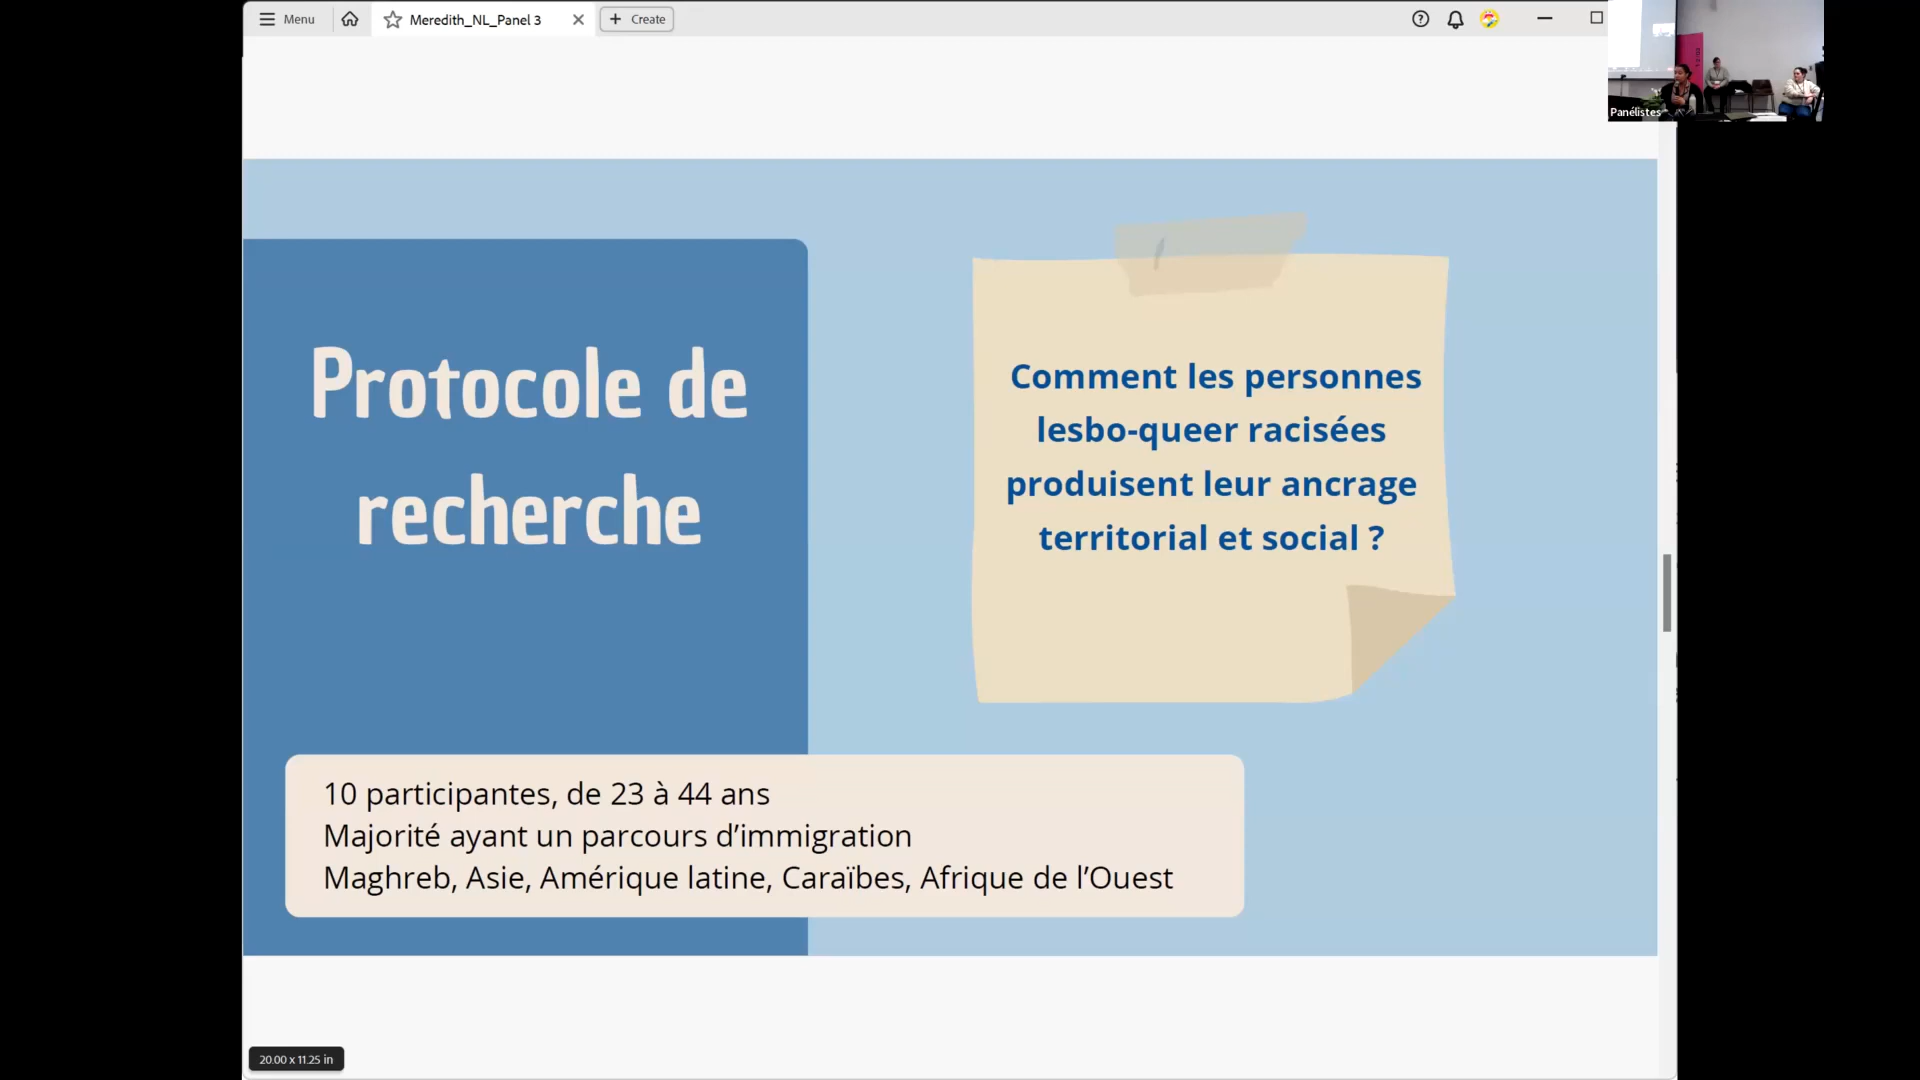 Menu
Meredith_NL_Panel 3
Create
Panélistes
Protocole de
recherche
Comment les personnes
lesbo-queer racisées
produisent leur ancrage
territorial et social ?
10 participantes, de 23 à 44 ans
Majorité ayant un parcours d’immigration
Maghreb, Asie, Amérique latine, Caraïbes, Afrique de l’Ouest
20.00 x 11.25 in